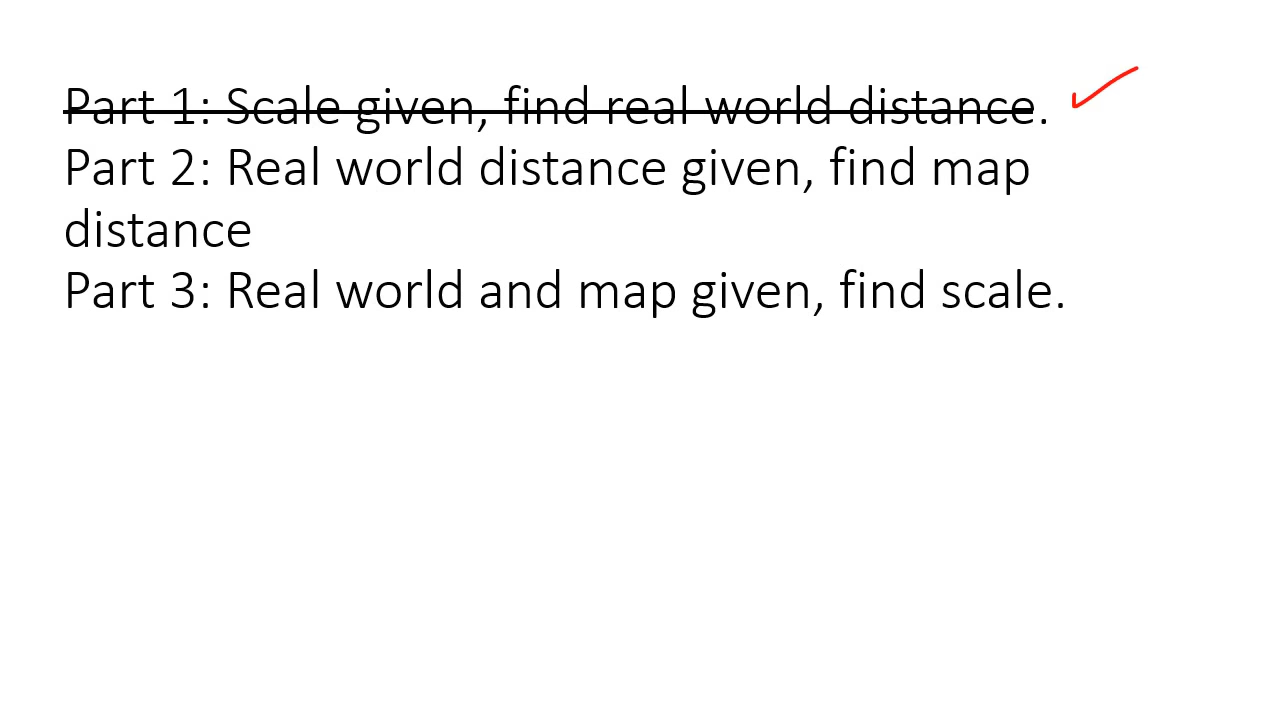 Part 1: Scale given, find real world distance.
Part 2: Real world distance given, find map
distance
Part 3: Real world and map given, find scale.